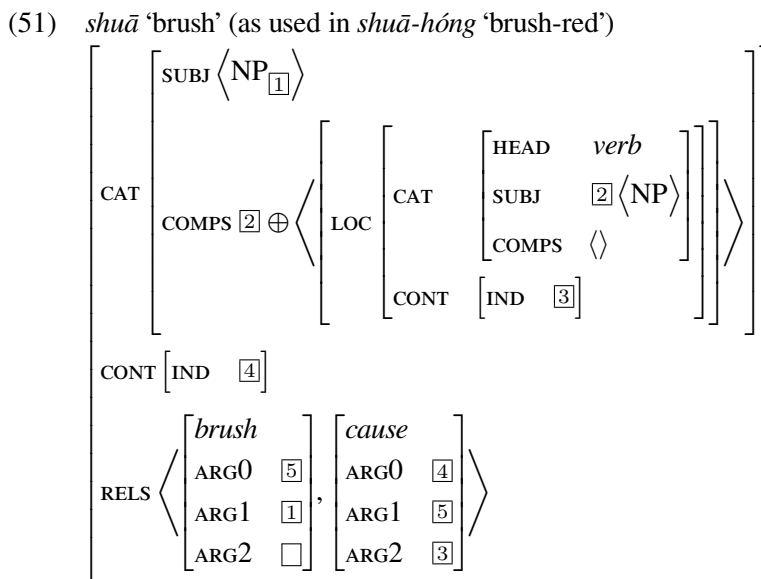 (51) shuā ‘brush’ (as used in shuā-hóng ‘brush-red’)
SUBJ ⟨NP 1⟩
CAT
COMPS 2 ⊕ ⟨ LOC CAT HEAD verb
SUBJ 2 ⟨NP⟩
COMPS ⟨⟩
CONT [IND 3] ⟩
CONT [IND 4]
RELS ⟨ brush , cause ⟩
ARG0 5 ARG0 4
ARG1 1 ARG1 5
ARG2 □ ARG2 3